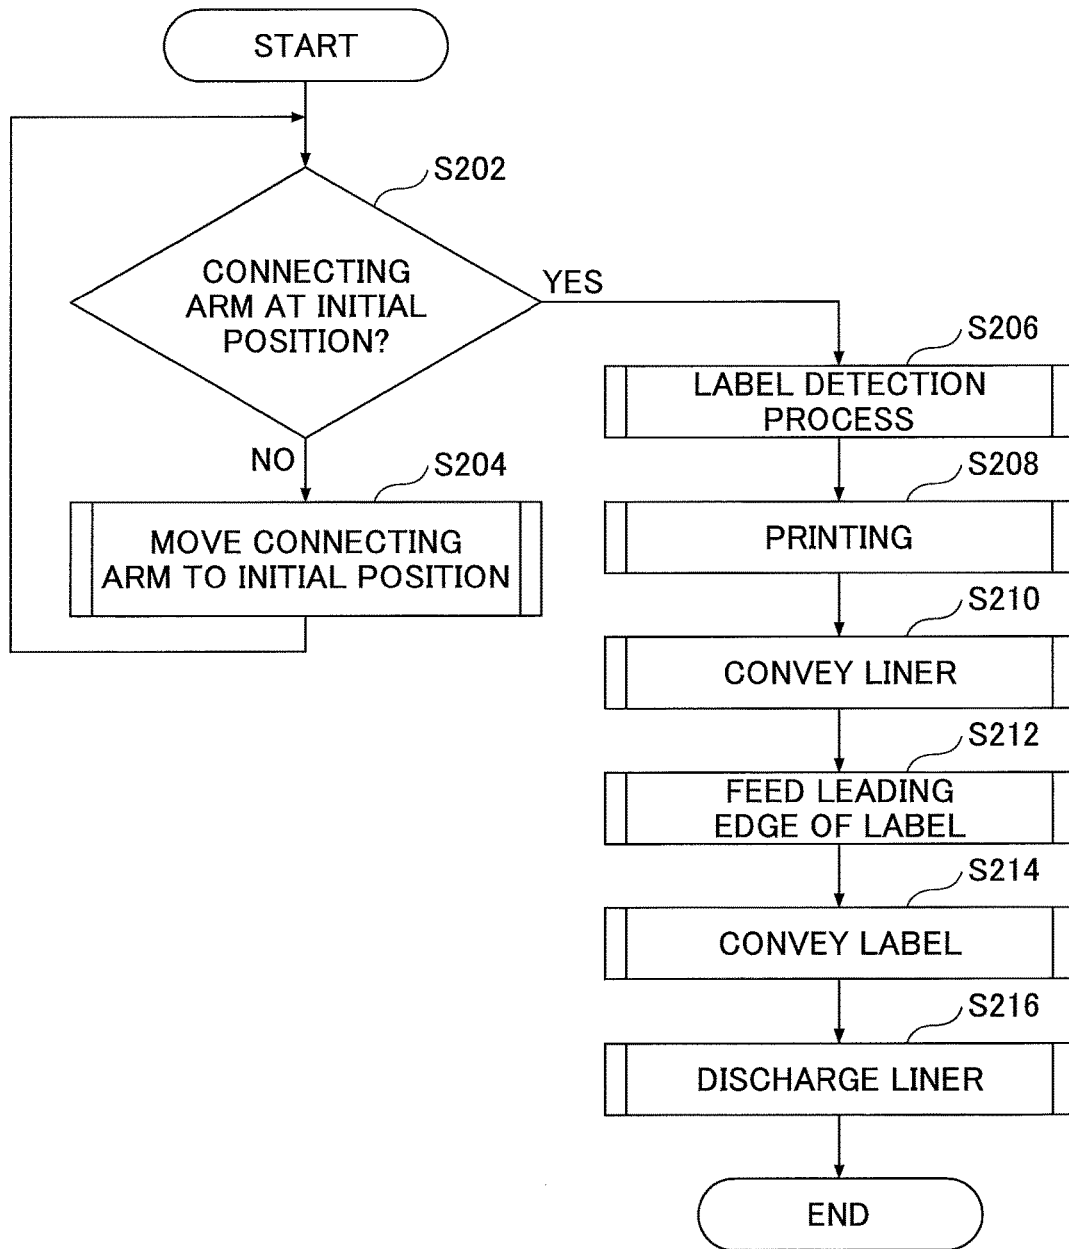 START
S202
CONNECTING
ARM AT INITIAL
POSITION?
YES
NO
S204
MOVE CONNECTING
ARM TO INITIAL POSITION
S206
LABEL DETECTION
PROCESS
S208
PRINTING
S210
CONVEY LINER
S212
FEED LEADING
EDGE OF LABEL
S214
CONVEY LABEL
S216
DISCHARGE LINER
END